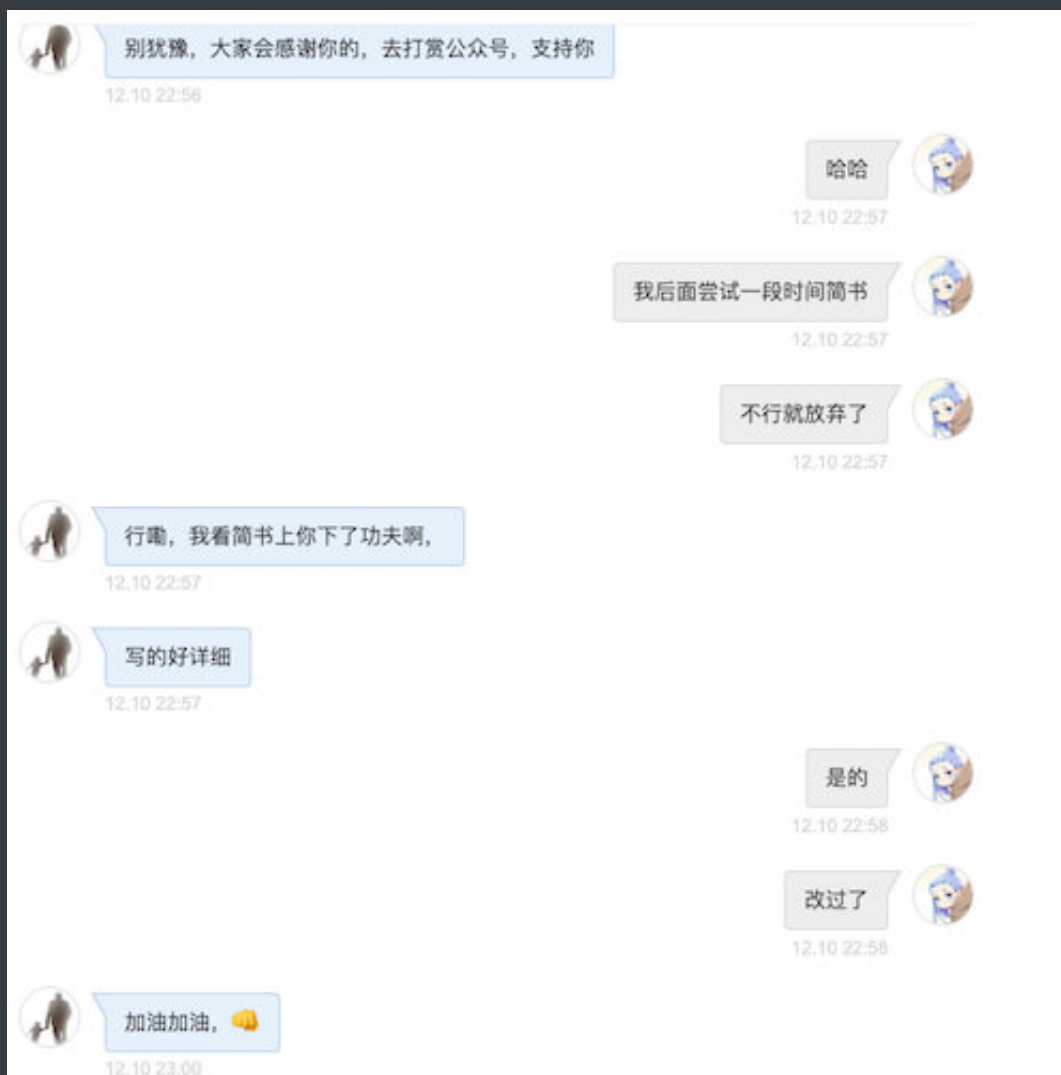 别犹豫，大家会感谢你的，去打赏公众号，支持你
12.10 22:56
哈哈
12.10 22:57
我后面尝试一段时间简书
12.10 22:57
不行就放弃了
12.10 22:57
行嘞，我看简书上你下了功夫啊，
12.10 22:57
写的好详细
12.10 22:57
是的
12.10 22:58
改过了
12.10 22:58
加油加油，👊
12.10 23:00